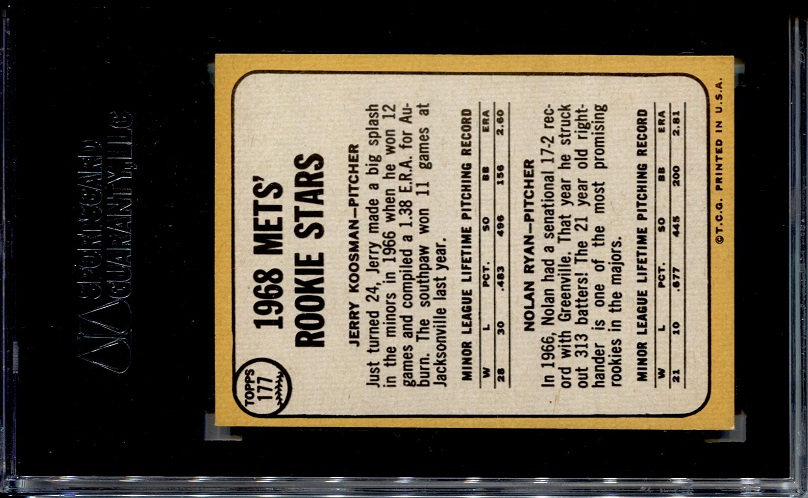 SPORTSCARD
GUARANTY, LLC
TOPPS
177
1968 METS'
ROOKIE STARS
JERRY KOOSMAN—PITCHER
Just turned 24, Jerry made a big splash
in the minors in 1966 when he won 12
games and compiled a 1.38 E.R.A. for Au-
burn. The southpaw won 11 games at
Jacksonville last year.
MINOR LEAGUE LIFETIME PITCHING RECORD
W L PCT. SO BB ERA
28 30 .483 496 156 2.60
NOLAN RYAN—PITCHER
In 1966, Nolan had a senational 17-2 rec-
ord with Greenville. That year he struck
out 313 batters! The 21 year old right-
hander is one of the most promising
rookies in the majors.
MINOR LEAGUE LIFETIME PITCHING RECORD
W L PCT. SO BB ERA
21 10 .677 445 200 2.81
© T.C.G. PRINTED IN U.S.A.